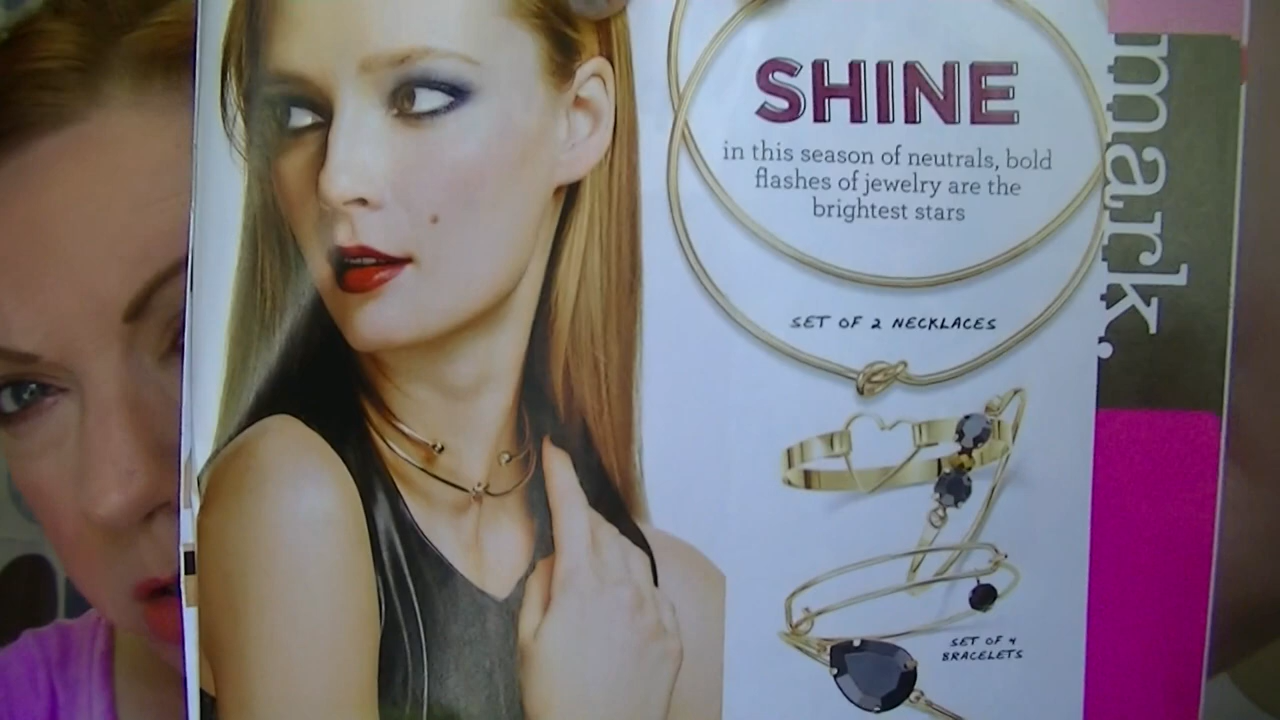 SHINE
in this season of neutrals, bold
flashes of jewelry are the
brightest stars
SET OF 2 NECKLACES
SET OF 4
BRACELETS
mark.